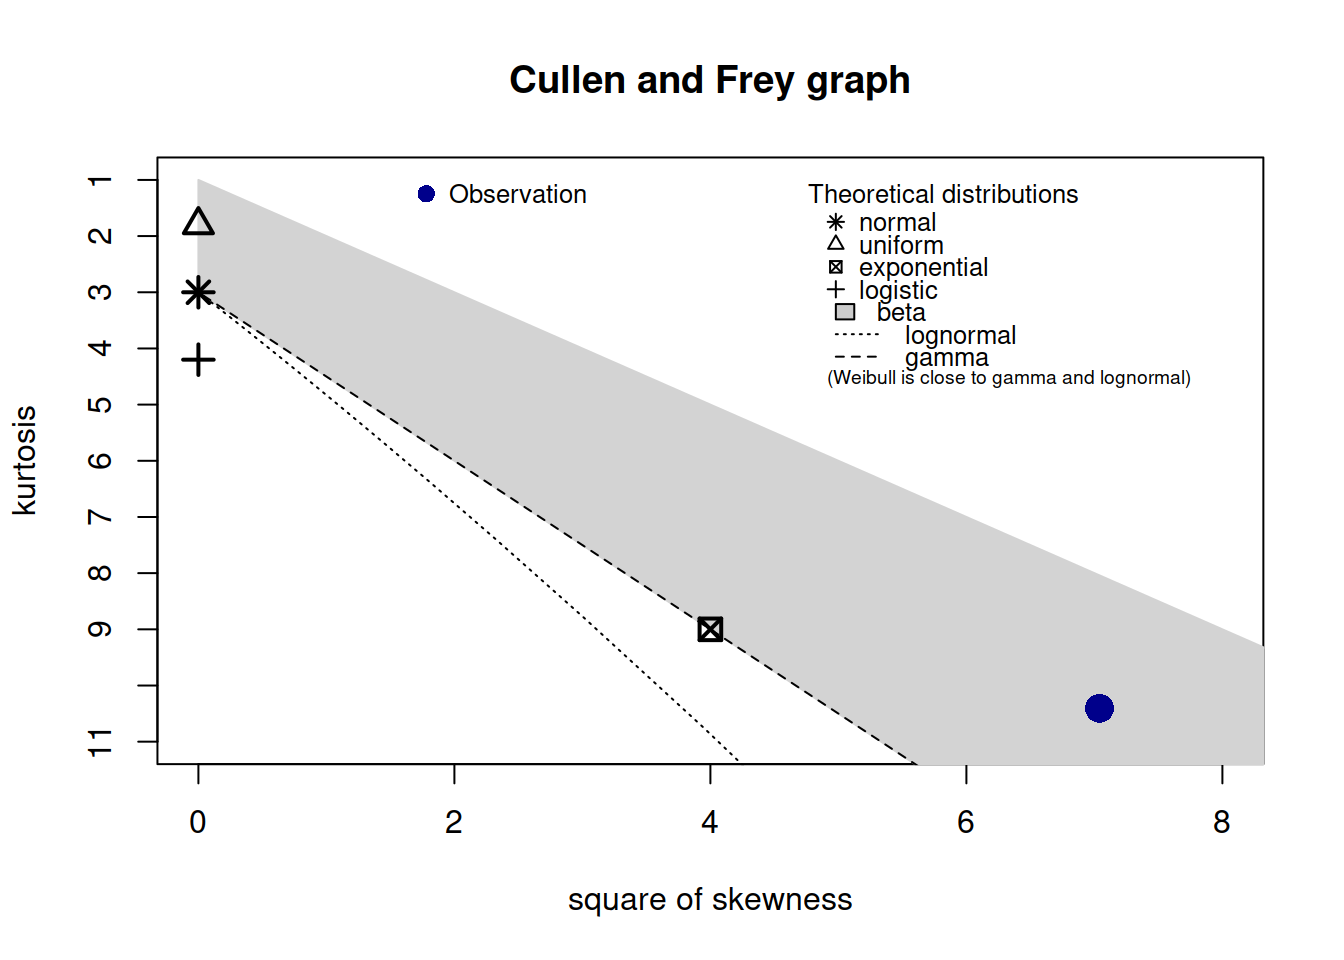 Cullen and Frey graph
Observation
Theoretical distributions
normal
uniform
exponential
logistic
beta
lognormal
gamma
(Weibull is close to gamma and lognormal)
kurtosis
1
2
3
4
5
6
7
8
9
11
0 2 4 6 8
square of skewness